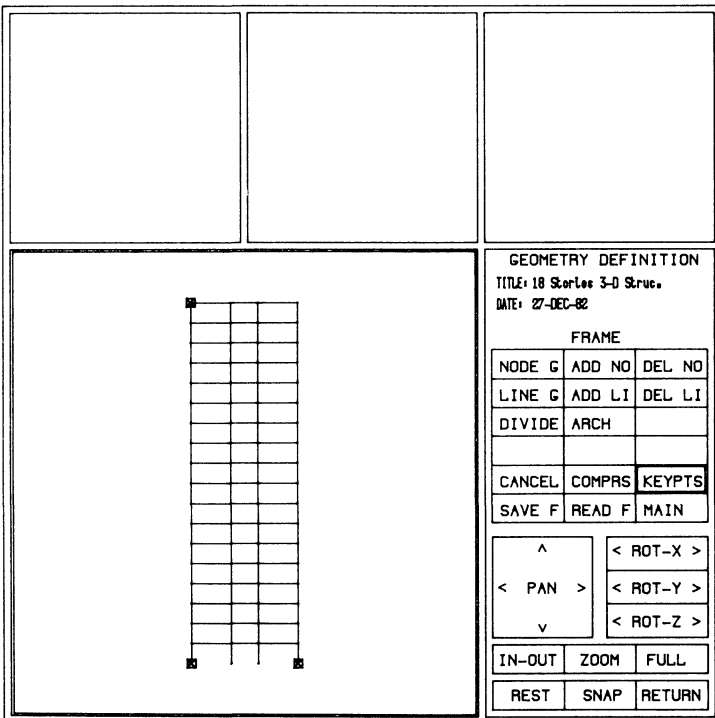 GEOMETRY DEFINITION
TITLE: 18 Stories 3-D Struc.
DATE: 27-DEC-82
FRAME
NODE G ADD NO DEL NO
LINE G ADD LI DEL LI
DIVIDE ARCH
CANCEL COMPRS KEYPTS
SAVE F READ F MAIN
^
< PAN >
v
< ROT-X >
< ROT-Y >
< ROT-Z >
IN-OUT ZOOM FULL
REST SNAP RETURN